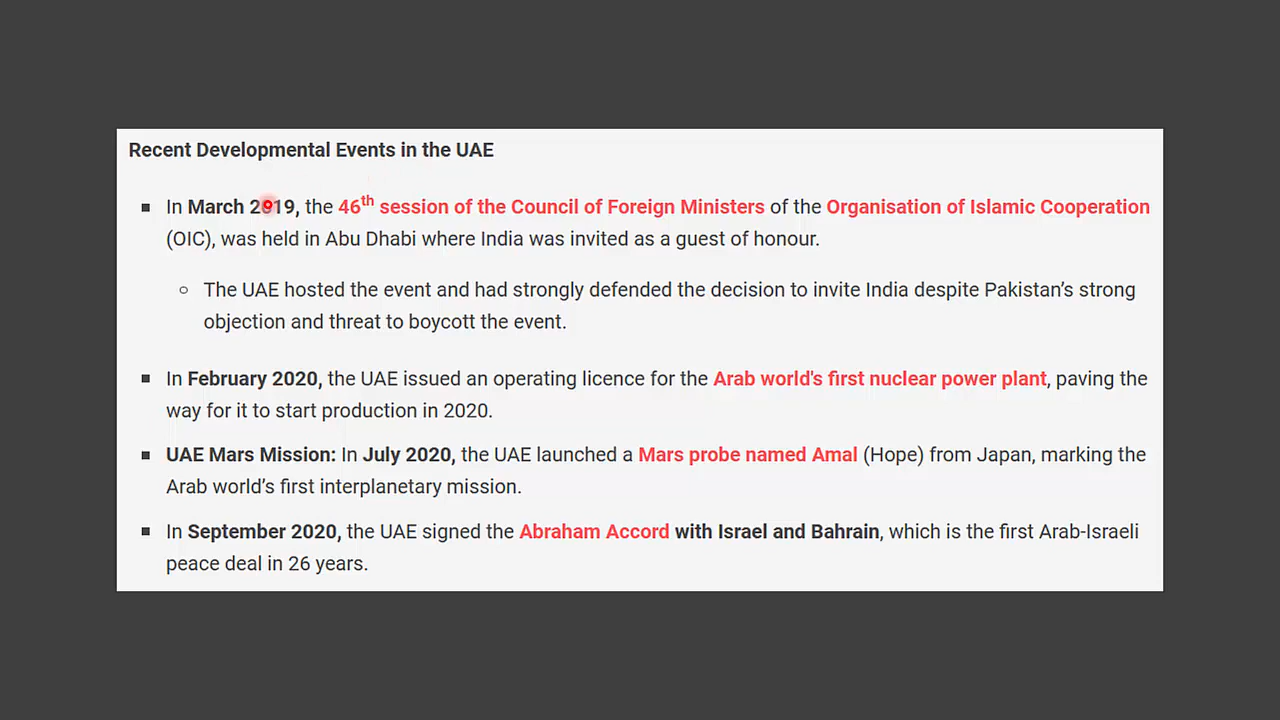 Recent Developmental Events in the UAE
In March 2019, the 46th session of the Council of Foreign Ministers of the Organisation of Islamic Cooperation
(OIC), was held in Abu Dhabi where India was invited as a guest of honour.
The UAE hosted the event and had strongly defended the decision to invite India despite Pakistan’s strong
objection and threat to boycott the event.
In February 2020, the UAE issued an operating licence for the Arab world's first nuclear power plant, paving the
way for it to start production in 2020.
UAE Mars Mission: In July 2020, the UAE launched a Mars probe named Amal (Hope) from Japan, marking the
Arab world’s first interplanetary mission.
In September 2020, the UAE signed the Abraham Accord with Israel and Bahrain, which is the first Arab-Israeli
peace deal in 26 years.